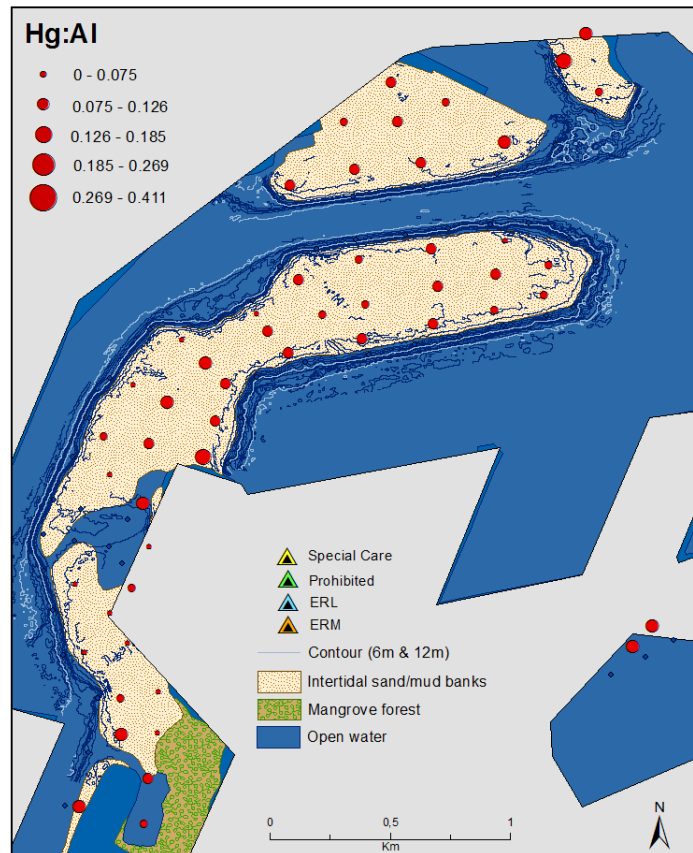 Hg:Al
0 - 0.075
0.075 - 0.126
0.126 - 0.185
0.185 - 0.269
0.269 - 0.411
Special Care
Prohibited
ERL
ERM
Contour (6m & 12m)
Intertidal sand/mud banks
Mangrove forest
Open water
0 0,5 1
Km
N